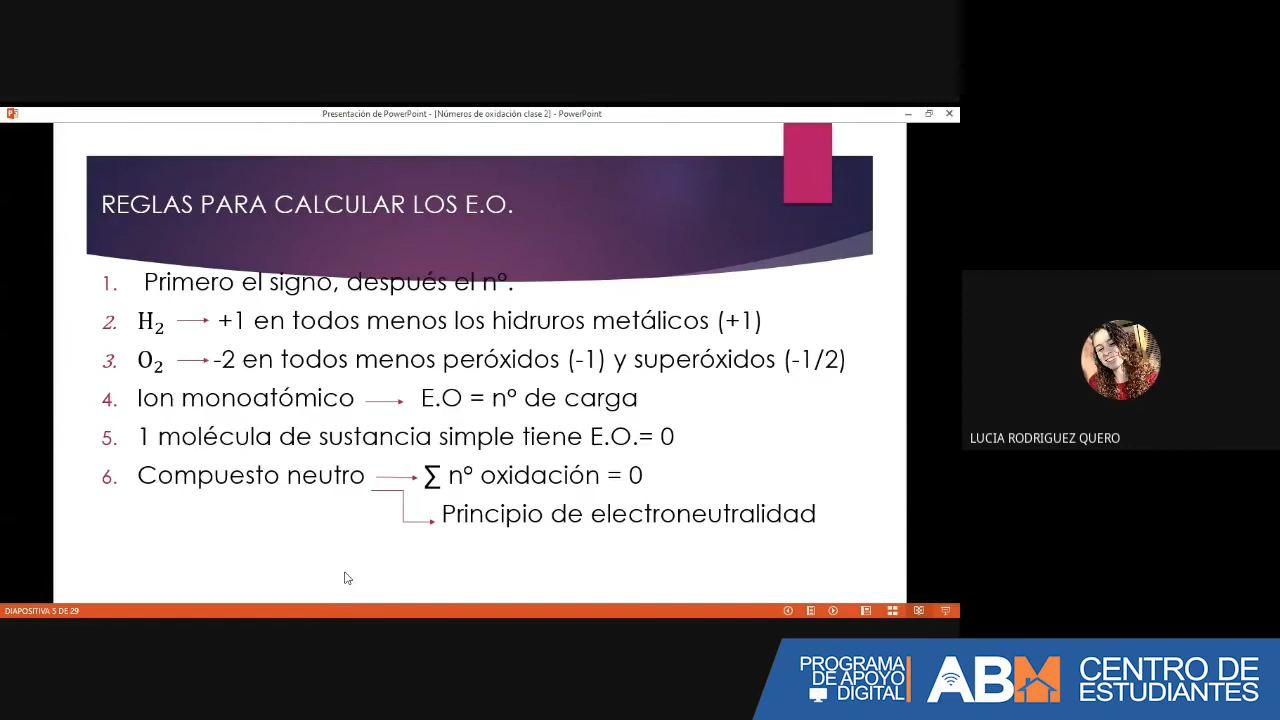 Presentación de PowerPoint - [Números de oxidación clase 2] - PowerPoint
REGLAS PARA CALCULAR LOS E.O.
1. Primero el signo, después el n°.
2. H₂ → +1 en todos menos los hidruros metálicos (+1)
3. O₂ → -2 en todos menos peróxidos (-1) y superóxidos (-1/2)
4. Ion monoatómico → E.O = n° de carga
5. 1 molécula de sustancia simple tiene E.O.= 0
6. Compuesto neutro → ∑ n° oxidación = 0
Principio de electroneutralidad
DIAPOSITIVA 5 DE 29
LUCIA RODRIGUEZ QUERO
PROGRAMA
DE APOYO
DIGITAL
ABM
CENTRO DE
ESTUDIANTES